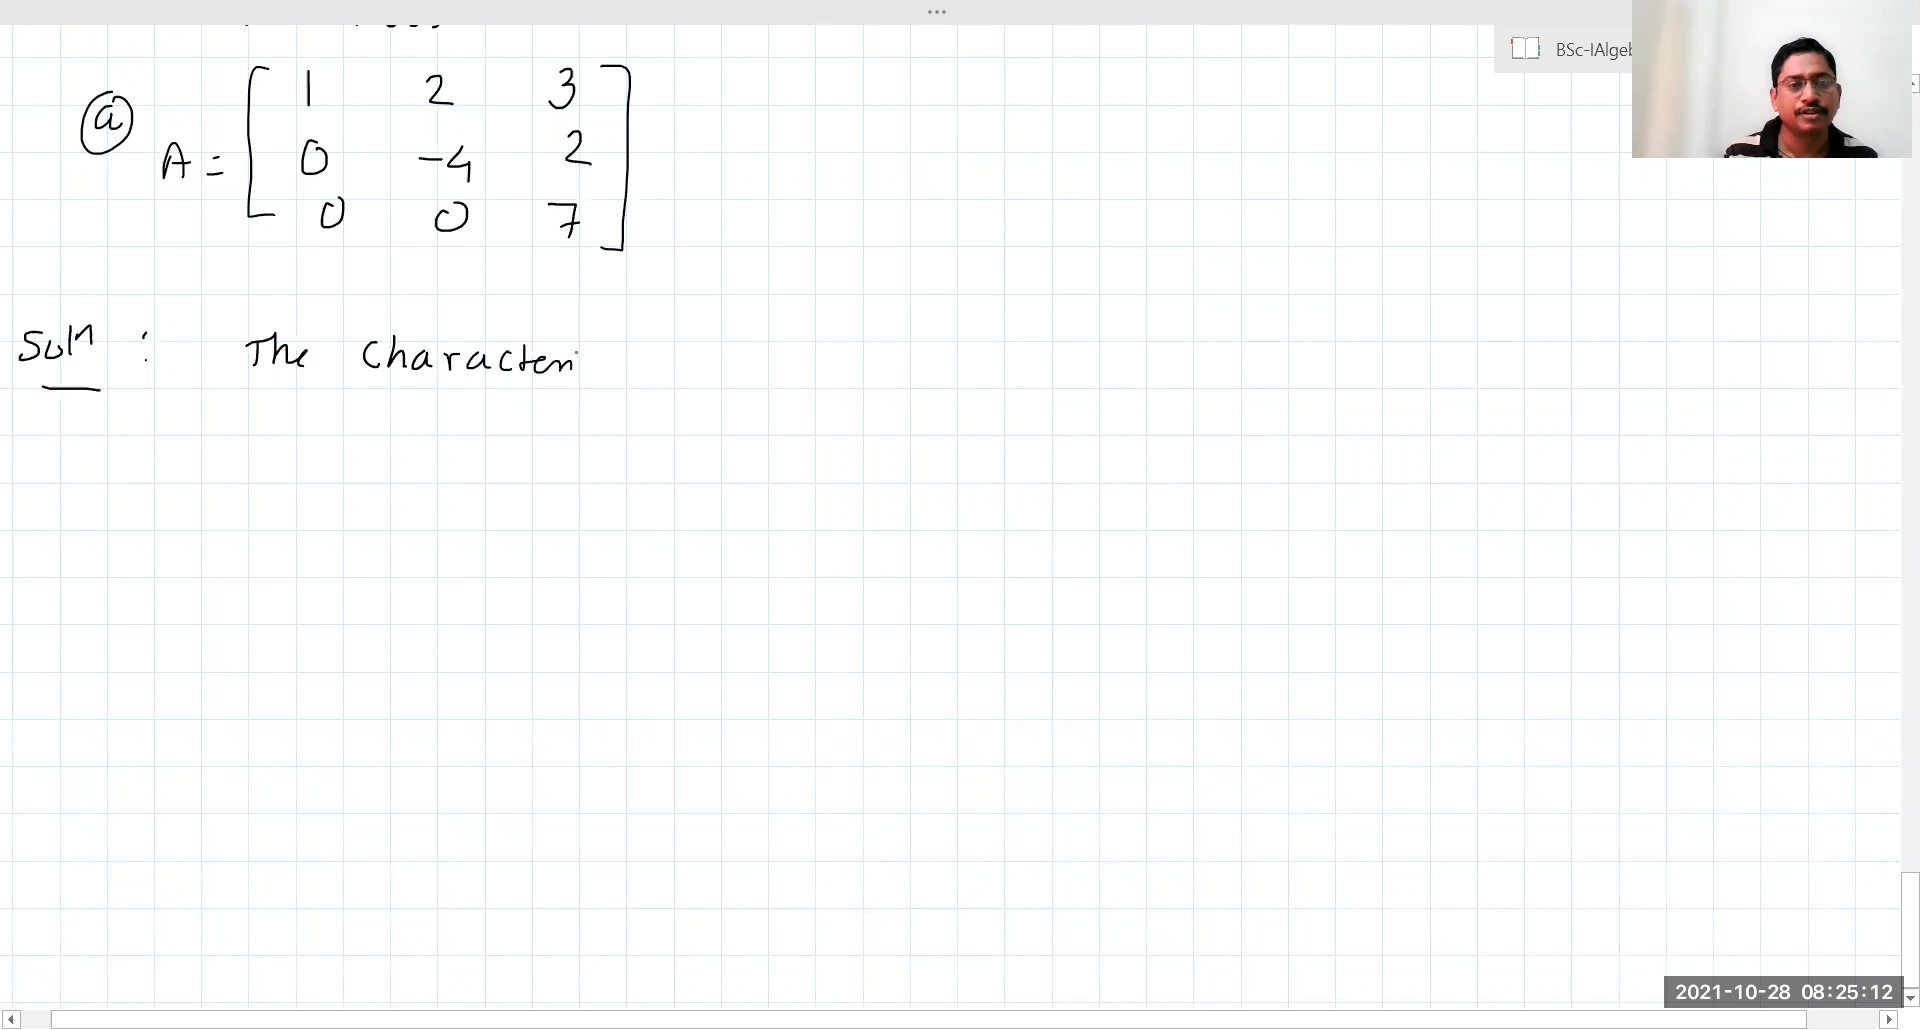 BSc-IAlgeb
ⓐ
A = [ 1 2 3
0 -4 2
0 0 7 ]
Solⁿ : The characteri
2021-10-28 08:25:12